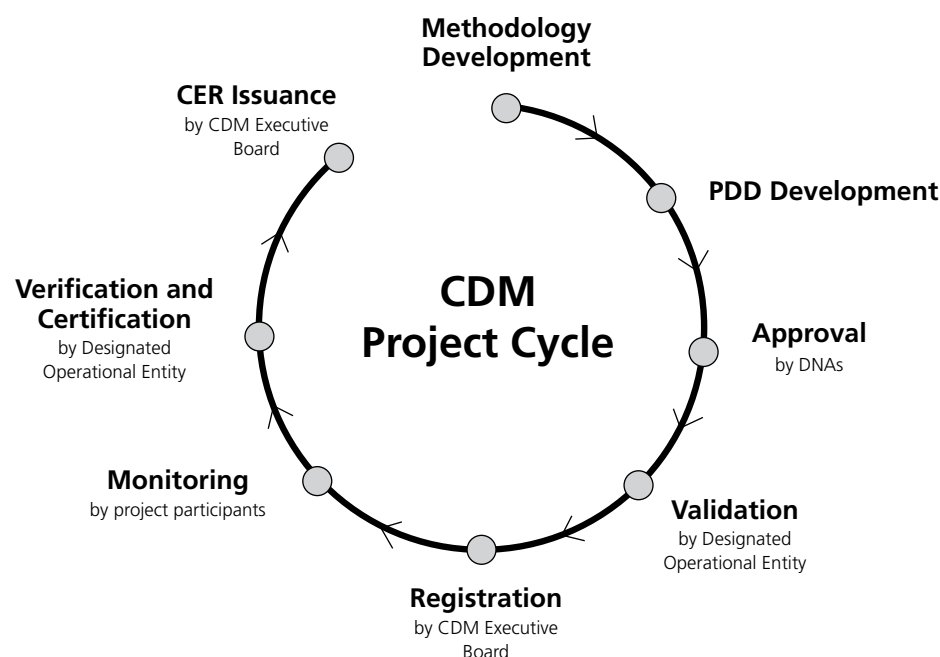 Methodology
Development
CER Issuance
by CDM Executive
Board
PDD Development
CDM
Project Cycle
Verification and
Certification
by Designated
Operational Entity
Approval
by DNAs
Monitoring
by project participants
Validation
by Designated
Operational Entity
Registration
by CDM Executive
Board